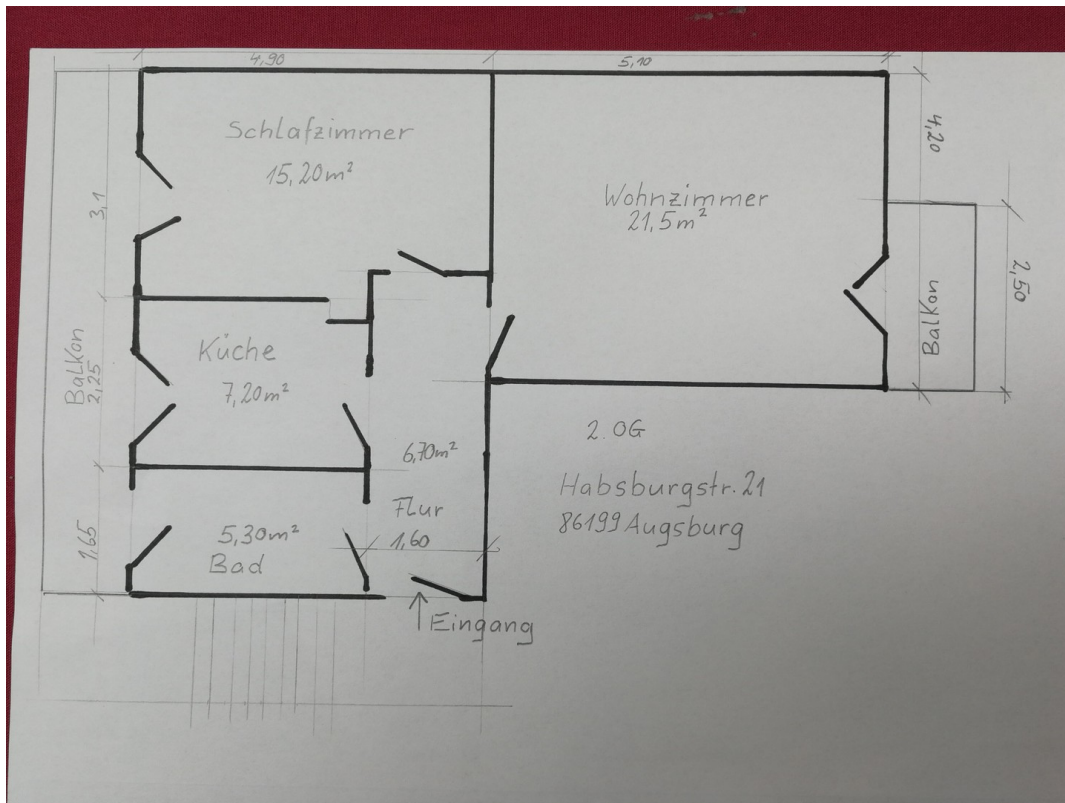 4,90
5,10
Schlafzimmer
15,20m²
Wohnzimmer
21,5m²
4,20
3,1
2,50
Balkon
Balkon
2,25
Küche
7,20m²
6,70m²
2. OG
Flur
1,60
Habsburgstr. 21
86199 Augsburg
1,65
5,30m²
Bad
Eingang